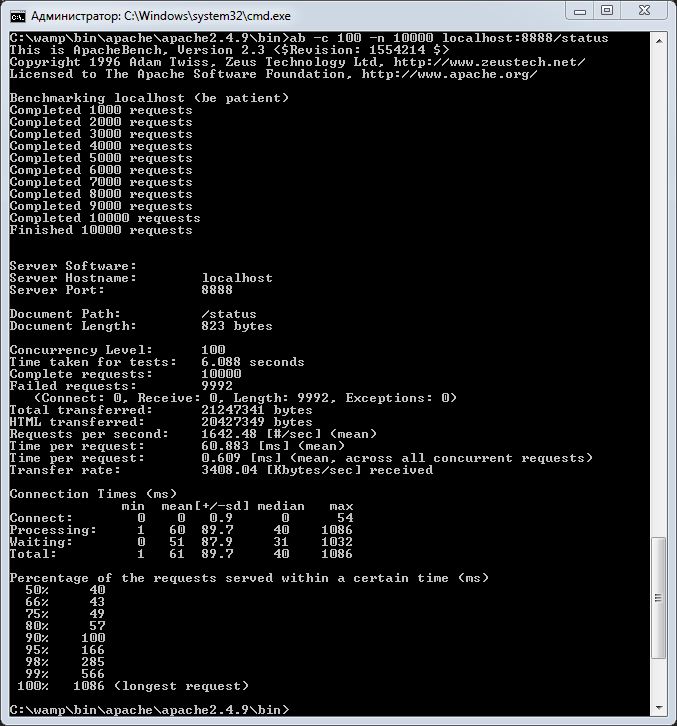 Администратор: C:\Windows\system32\cmd.exe
C:\wamp\bin\apache\apache2.4.9\bin>ab -c 100 -n 10000 localhost:8888/status
This is ApacheBench, Version 2.3 <$Revision: 1554214 $>
Copyright 1996 Adam Twiss, Zeus Technology Ltd, http://www.zeustech.net/
Licensed to The Apache Software Foundation, http://www.apache.org/

Benchmarking localhost (be patient)
Completed 1000 requests
Completed 2000 requests
Completed 3000 requests
Completed 4000 requests
Completed 5000 requests
Completed 6000 requests
Completed 7000 requests
Completed 8000 requests
Completed 9000 requests
Completed 10000 requests
Finished 10000 requests


Server Software:
Server Hostname:        localhost
Server Port:            8888

Document Path:          /status
Document Length:        823 bytes

Concurrency Level:      100
Time taken for tests:   6.088 seconds
Complete requests:      10000
Failed requests:        9992
   (Connect: 0, Receive: 0, Length: 9992, Exceptions: 0)
Total transferred:      21247341 bytes
HTML transferred:       20427349 bytes
Requests per second:    1642.48 [#/sec] (mean)
Time per request:       60.883 [ms] (mean)
Time per request:       0.609 [ms] (mean, across all concurrent requests)
Transfer rate:          3408.04 [Kbytes/sec] received

Connection Times (ms)
              min  mean[+/-sd] median   max
Connect:        0    0   0.9      0      54
Processing:     1   60  89.7     40    1086
Waiting:        0   51  87.9     31    1032
Total:          1   61  89.7     40    1086

Percentage of the requests served within a certain time (ms)
  50%     40
  66%     43
  75%     49
  80%     57
  90%    100
  95%    166
  98%    285
  99%    566
 100%   1086 (longest request)

C:\wamp\bin\apache\apache2.4.9\bin>